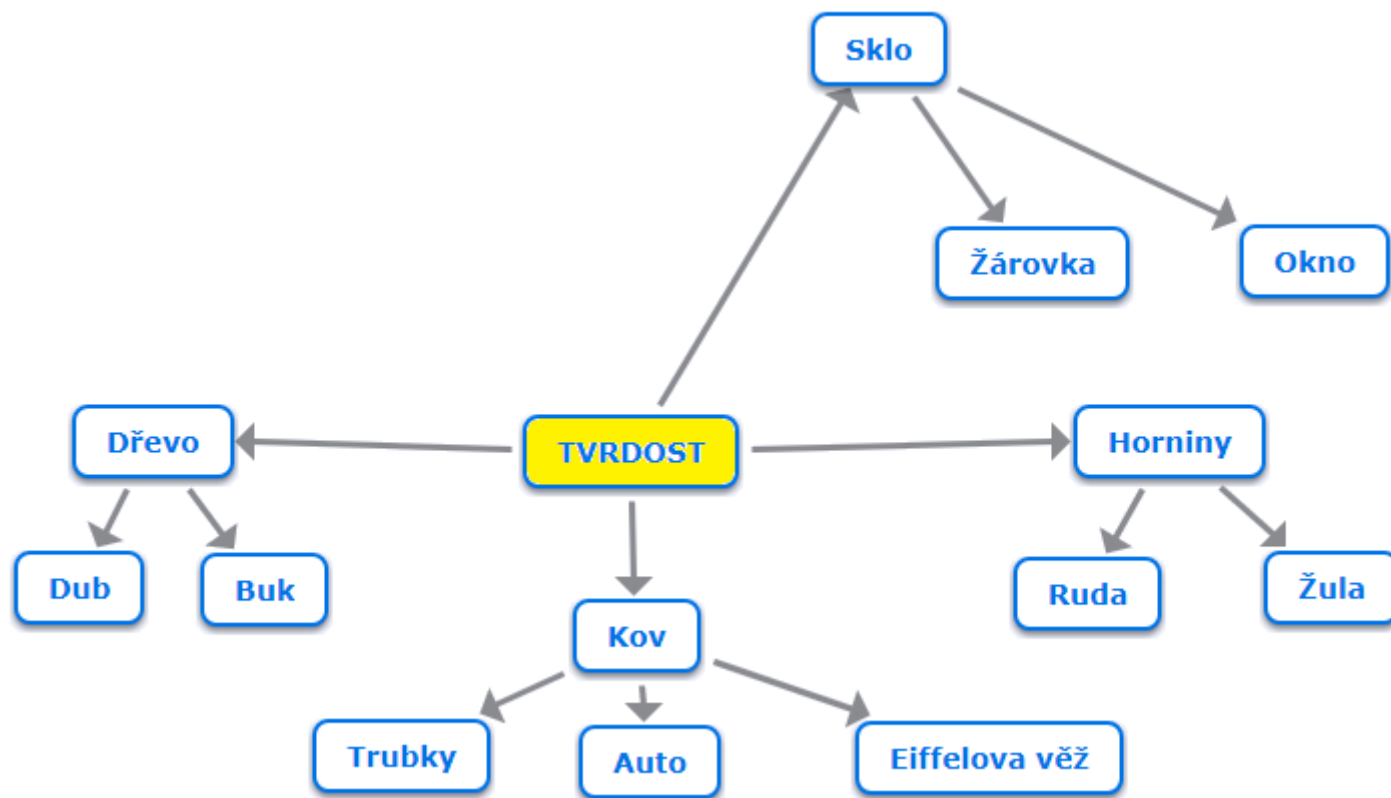 Sklo
Žárovka
Okno
Dřevo
TVRDOST
Horniny
Dub
Buk
Ruda
Žula
Kov
Trubky
Auto
Eiffelova věž